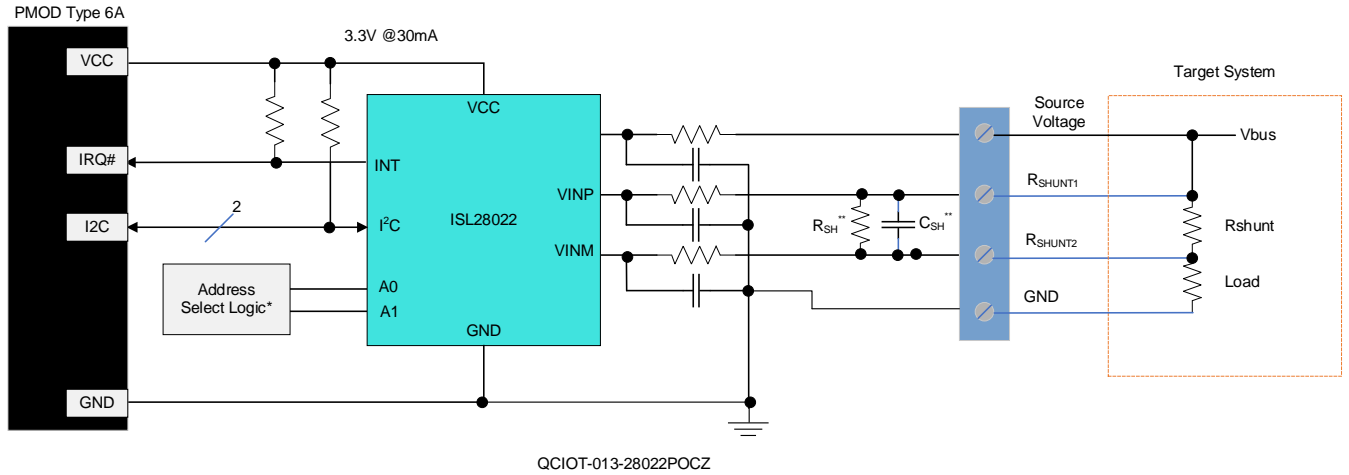 PMOD Type 6A
3.3V @30mA
VCC
IRQ#
I2C
GND
2
Address
Select Logic*
VCC
INT
I²C
A0
A1
GND
ISL28022
VINP
VINM
RSH**
CSH**
Source
Voltage
RSHUNT1
RSHUNT2
GND
Target System
Vbus
Rshunt
Load
QCIOT-013-28022POCZ